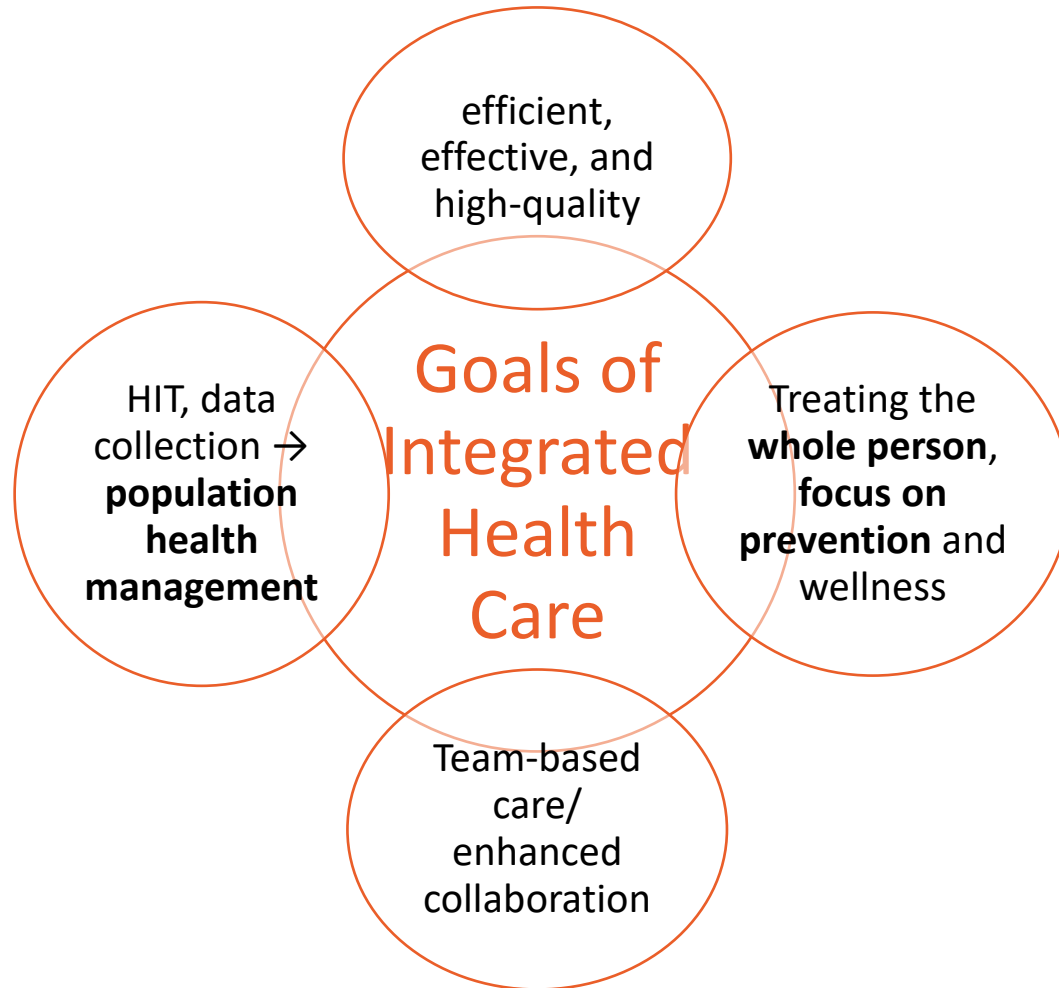 efficient,
effective, and
high-quality
Goals of
Integrated
Health
Care
HIT, data
collection →
population
health
management
Treating the
whole person,
focus on
prevention and
wellness
Team-based
care/
enhanced
collaboration